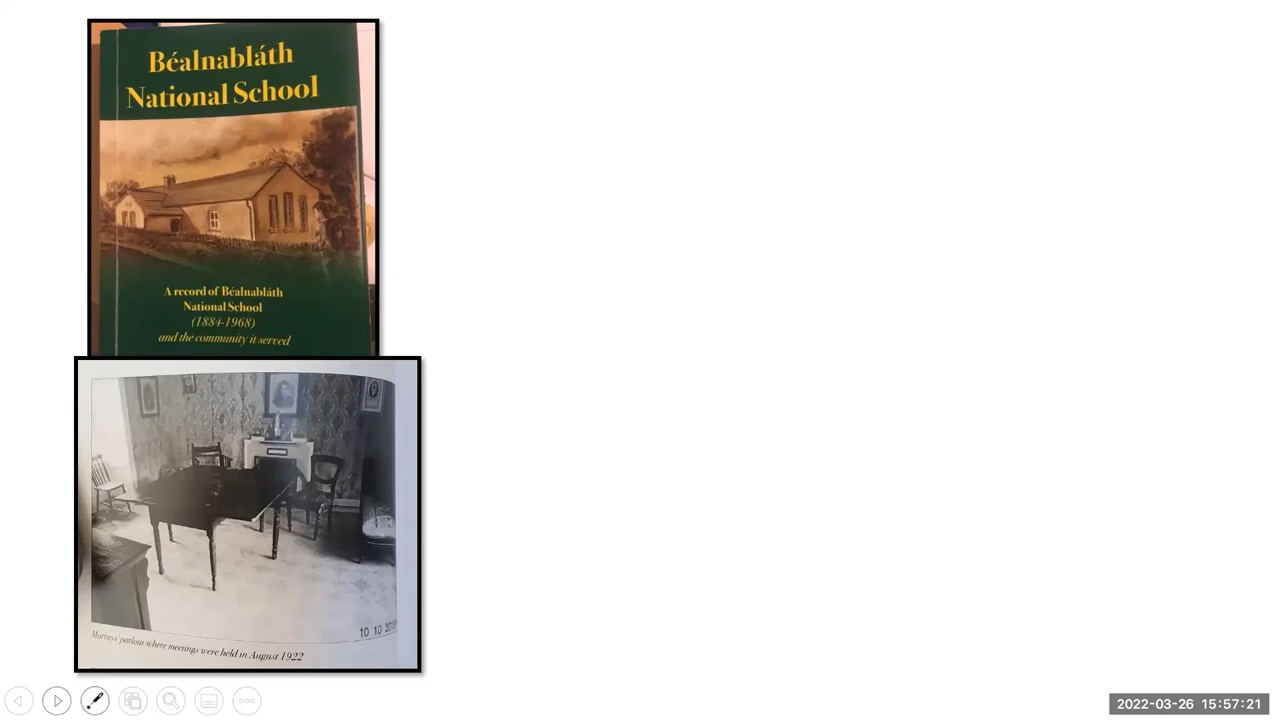 Béalnabláth
National School
A record of Béalnabláth
National School
(1884-1968)
and the community it served
10 10 2019
Murrays' parlour where meetings were held in August 1922
2022-03-26 15:57:21